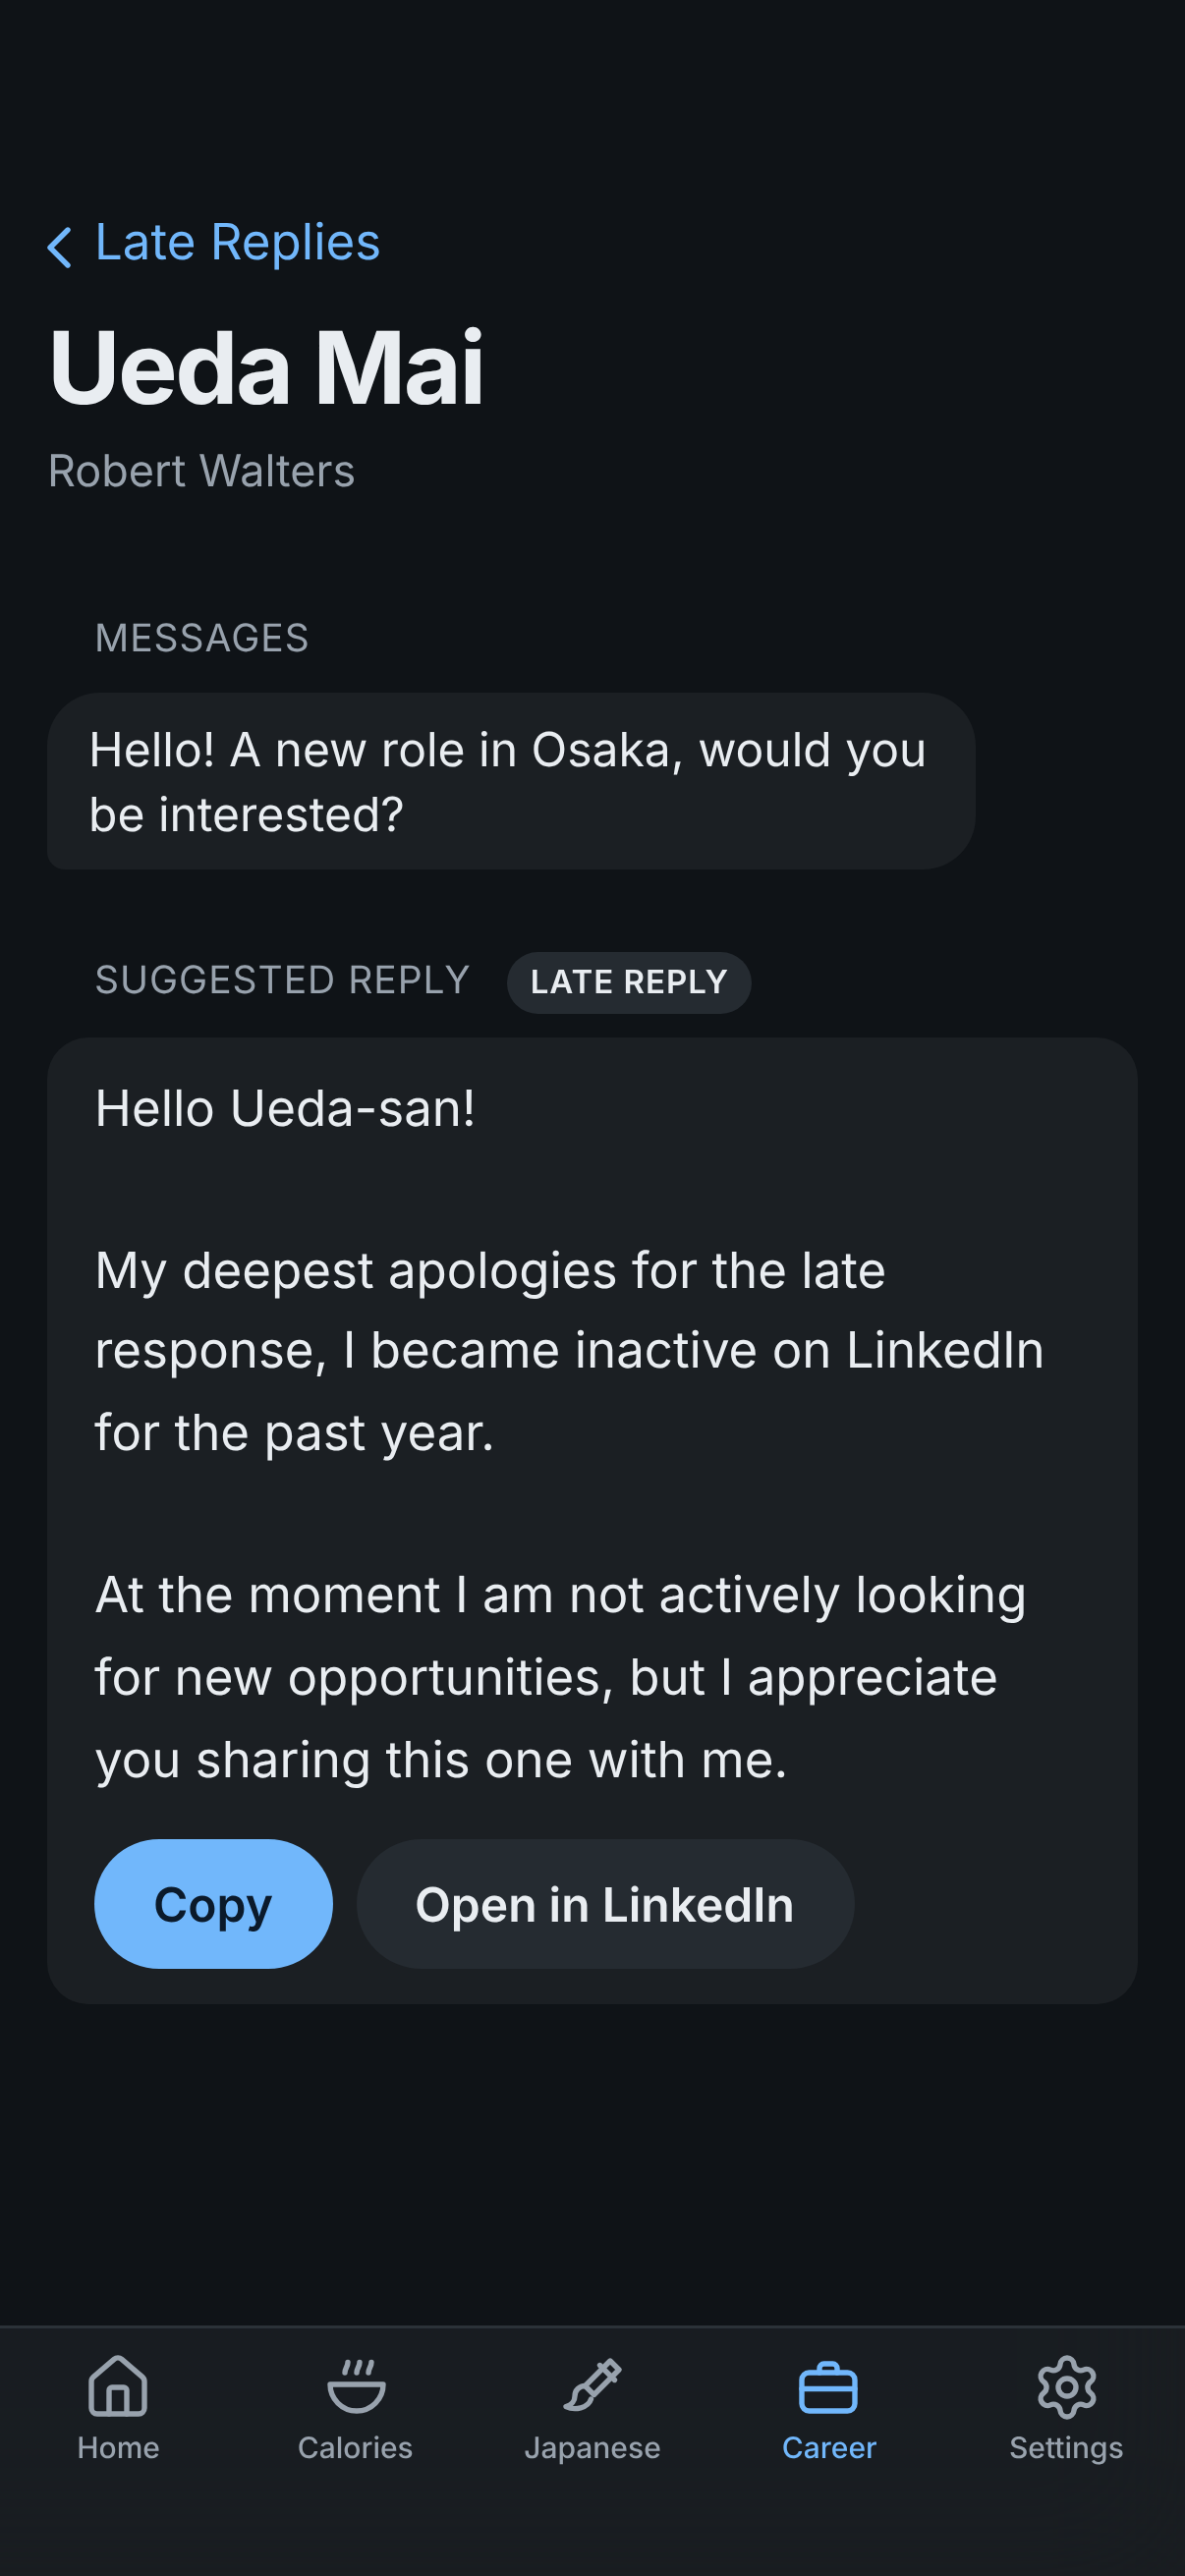 Late Replies
Ueda Mai
Robert Walters
MESSAGES
Hello! A new role in Osaka, would you
be interested?
SUGGESTED REPLY LATE REPLY
Hello Ueda-san!
My deepest apologies for the late
response, I became inactive on LinkedIn
for the past year.
At the moment I am not actively looking
for new opportunities, but I appreciate
you sharing this one with me.
Copy Open in LinkedIn
Home Calories Japanese Career Settings